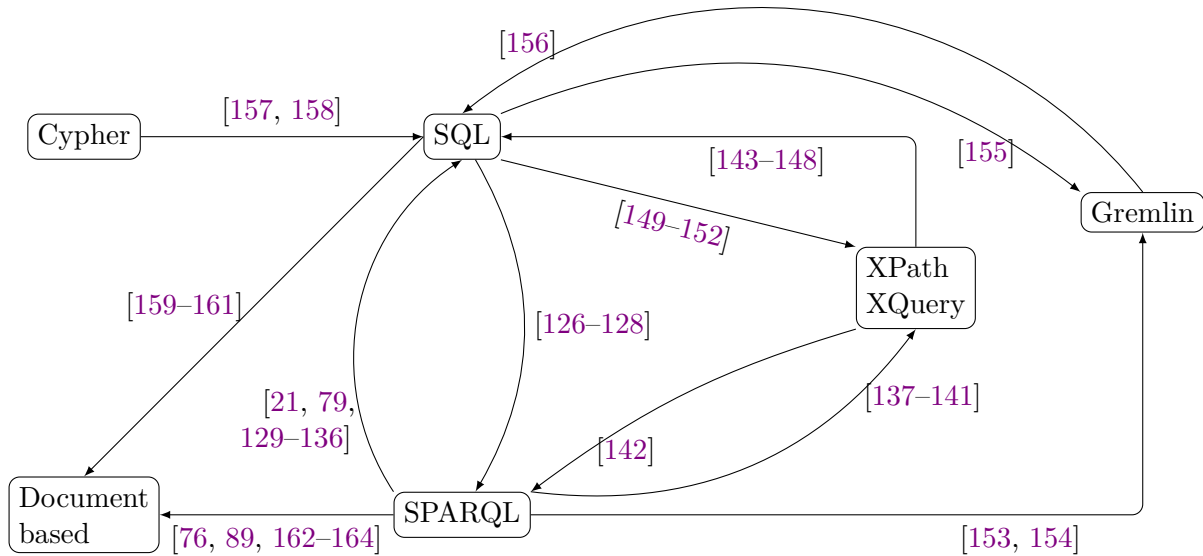 [156]
[157, 158]
Cypher
SQL
[155]
[143–148]
Gremlin
[149–152]
XPath
XQuery
[159–161]
[126–128]
[137–141]
[21, 79,
129–136]
[142]
Document
based
SPARQL
[76, 89, 162–164]
[153, 154]